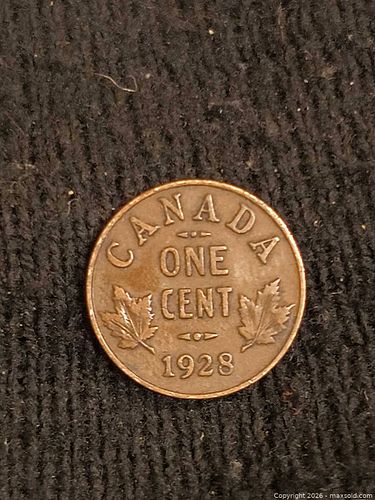 CANADA
ONE
CENT
1928
Copyright 2026 - maxsold.com